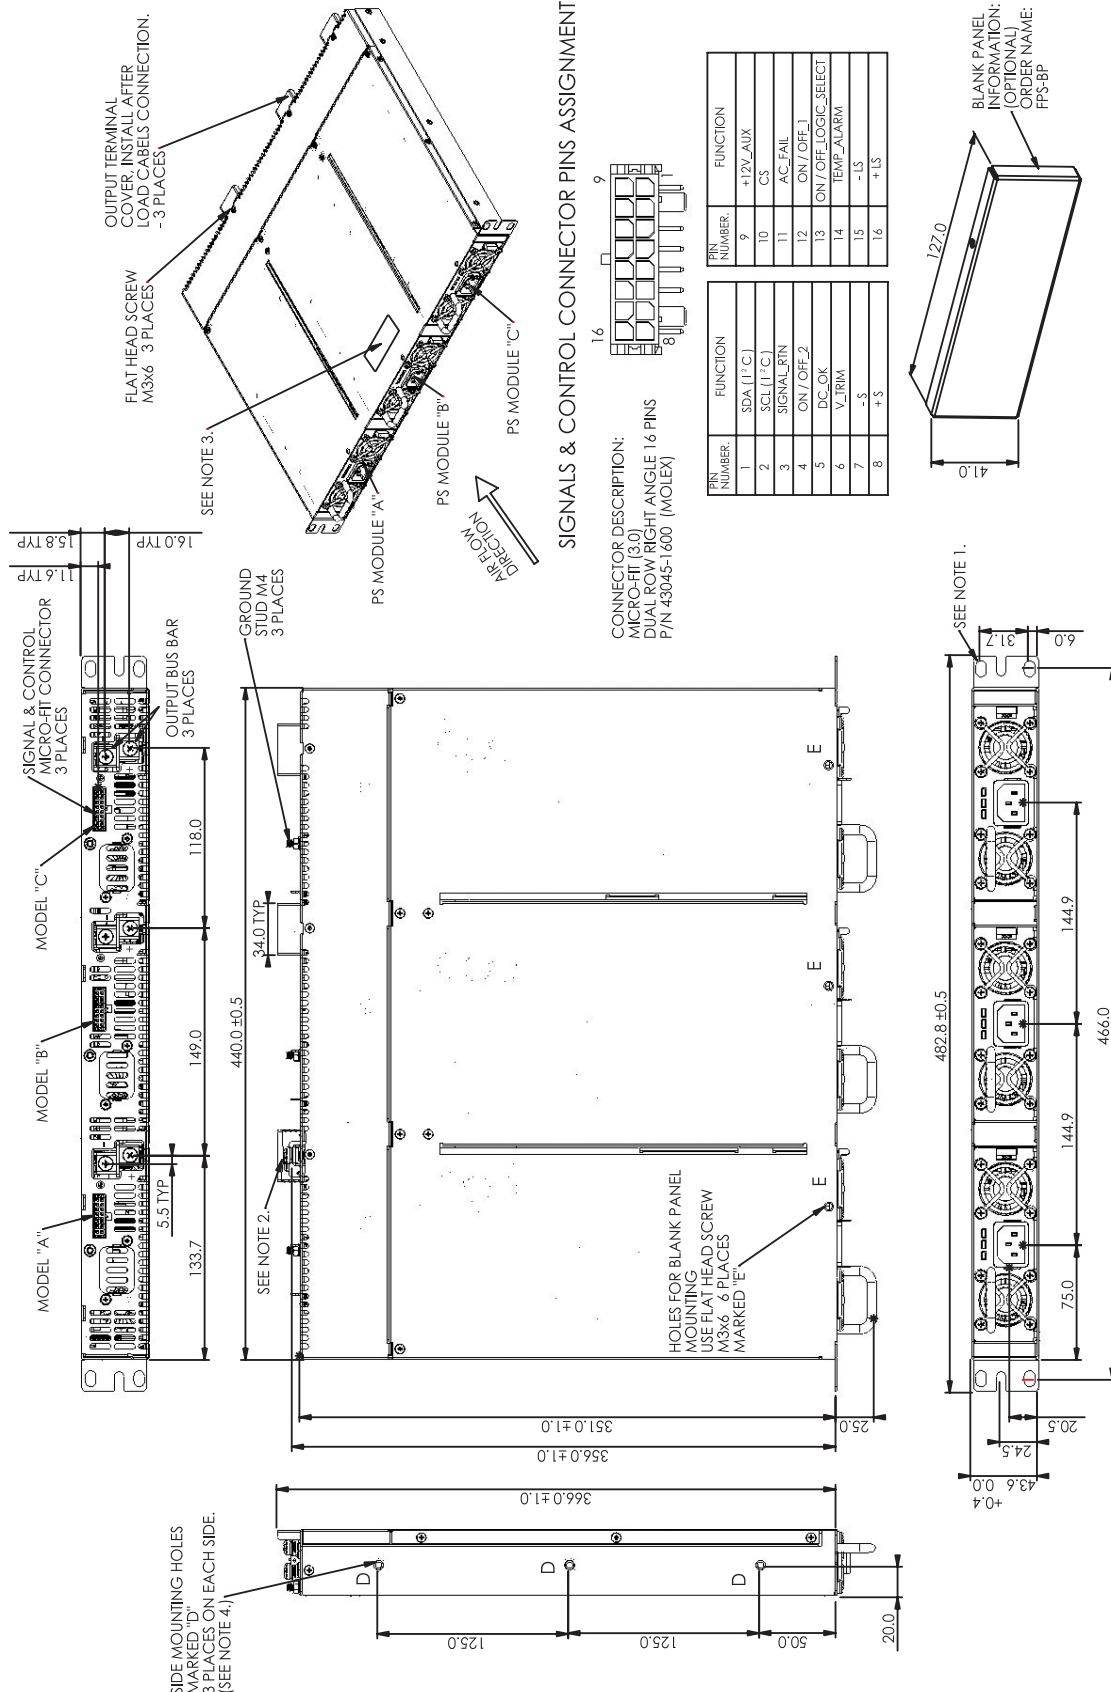 SIDE MOUNTING HOLES
MARKED "D"
3 PLACES ON EACH SIDE.
(SEE NOTE 4.)
D
D
D
125.0
125.0
50.0
20.0
366.0±1.0
MODEL "A"
MODEL "B"
MODEL "C"
SIGNAL & CONTROL
MICRO-FIT CONNECTOR
3 PLACES
OUTPUT BUS BAR
3 PLACES
11.6 TYP
15.8 TYP
16.0 TYP
133.7
5.5 TYP
149.0
118.0
440.0 ±0.5
SEE NOTE 2.
34.0 TYP
GROUND
STUD M4
3 PLACES
356.0±1.0
351.0±1.0
25.0
HOLES FOR BLANK PANEL
MOUNTING
USE FLAT HEAD SCREW
M3x6 6 PLACES
MARKED "E"
E
E
E
482.8 ±0.5
SEE NOTE 1.
31.7
6.0
+0.4
43.6 0.0
24.5
20.5
75.0
144.9
144.9
466.0
FLAT HEAD SCREW
M3x6 3 PLACES
OUTPUT TERMINAL
COVER, INSTALL AFTER
LOAD CABELS CONNECTION.
- 3 PLACES
SEE NOTE 3.
PS MODULE "A"
PS MODULE "B"
PS MODULE "C"
AIR FLOW
DIRECTION
SIGNALS & CONTROL CONNECTOR PINS ASSIGNMENT
CONNECTOR DESCRIPTION:
MICRO-FIT (3.0)
DUAL ROW RIGHT ANGLE 16 PINS
P/N 43045-1600 (MOLEX)
16 9
8 1
PIN NUMBER. FUNCTION
1 SDA ( I² C )
2 SCL ( I² C )
3 SIGNAL_RTN
4 ON / OFF_2
5 DC_OK
6 V_TRIM
7 - S
8 + S
PIN NUMBER. FUNCTION
9 +12V_AUX
10 CS
11 AC_FAIL
12 ON / OFF_1
13 ON / OFF_LOGIC_SELECT
14 TEMP_ALARM
15 - LS
16 + LS
41.0
127.0
BLANK PANEL
INFORMATION:
(OPTIONAL)
ORDER NAME:
FPS-BP